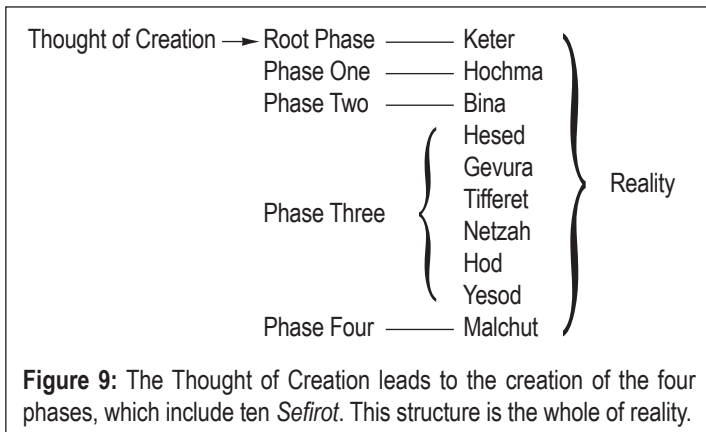 Thought of Creation Root Phase Keter
Phase One Hochma
Phase Two Bina
Hesed
Gevura
Tifferet
Reality
Phase Three
Netzah
Hod
Yesod
Phase Four Malchut
Figure 9: The Thought of Creation leads to the creation of the four
phases, which include ten Sefirot. This structure is the whole of reality.